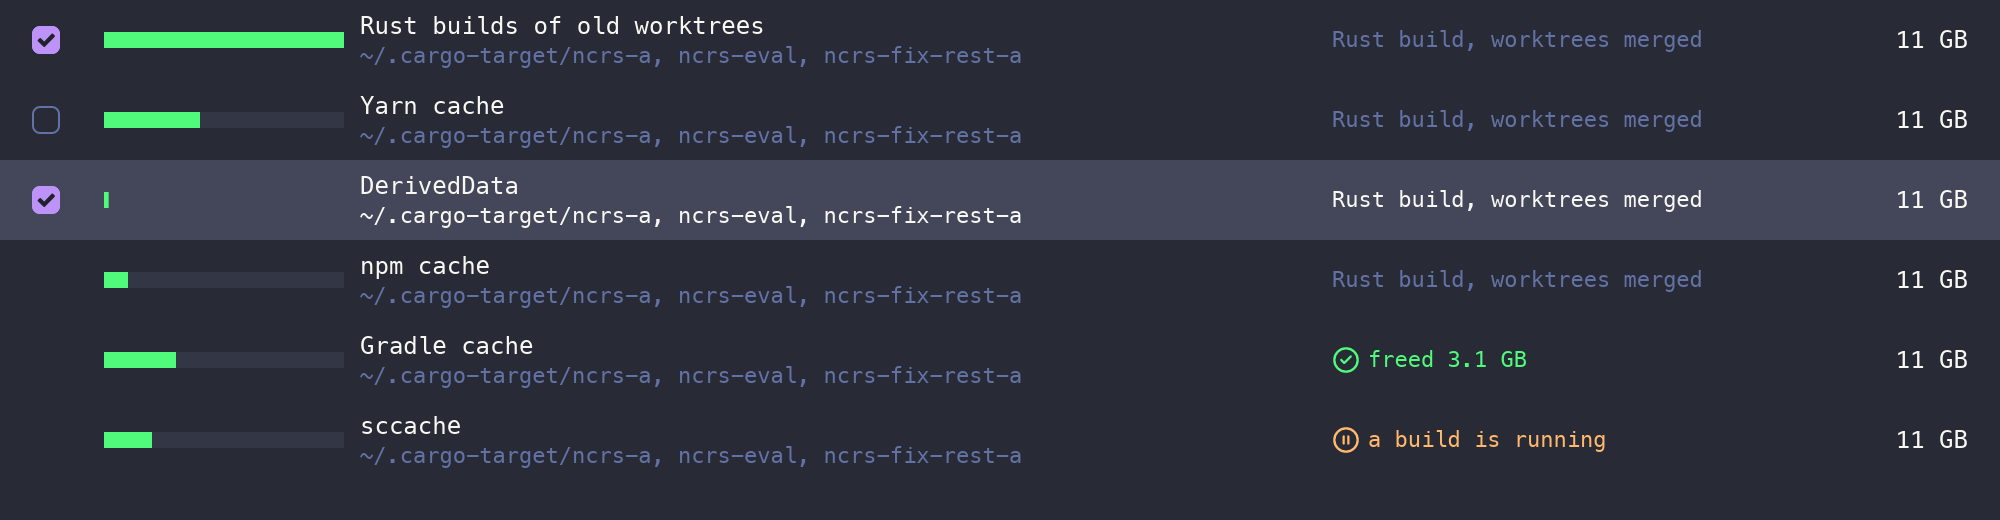 Rust builds of old worktrees
~/.cargo-target/ncrs-a, ncrs-eval, ncrs-fix-rest-a
Rust build, worktrees merged
11 GB
Yarn cache
~/.cargo-target/ncrs-a, ncrs-eval, ncrs-fix-rest-a
Rust build, worktrees merged
11 GB
DerivedData
~/.cargo-target/ncrs-a, ncrs-eval, ncrs-fix-rest-a
Rust build, worktrees merged
11 GB
npm cache
~/.cargo-target/ncrs-a, ncrs-eval, ncrs-fix-rest-a
Rust build, worktrees merged
11 GB
Gradle cache
~/.cargo-target/ncrs-a, ncrs-eval, ncrs-fix-rest-a
freed 3.1 GB
11 GB
sccache
~/.cargo-target/ncrs-a, ncrs-eval, ncrs-fix-rest-a
a build is running
11 GB